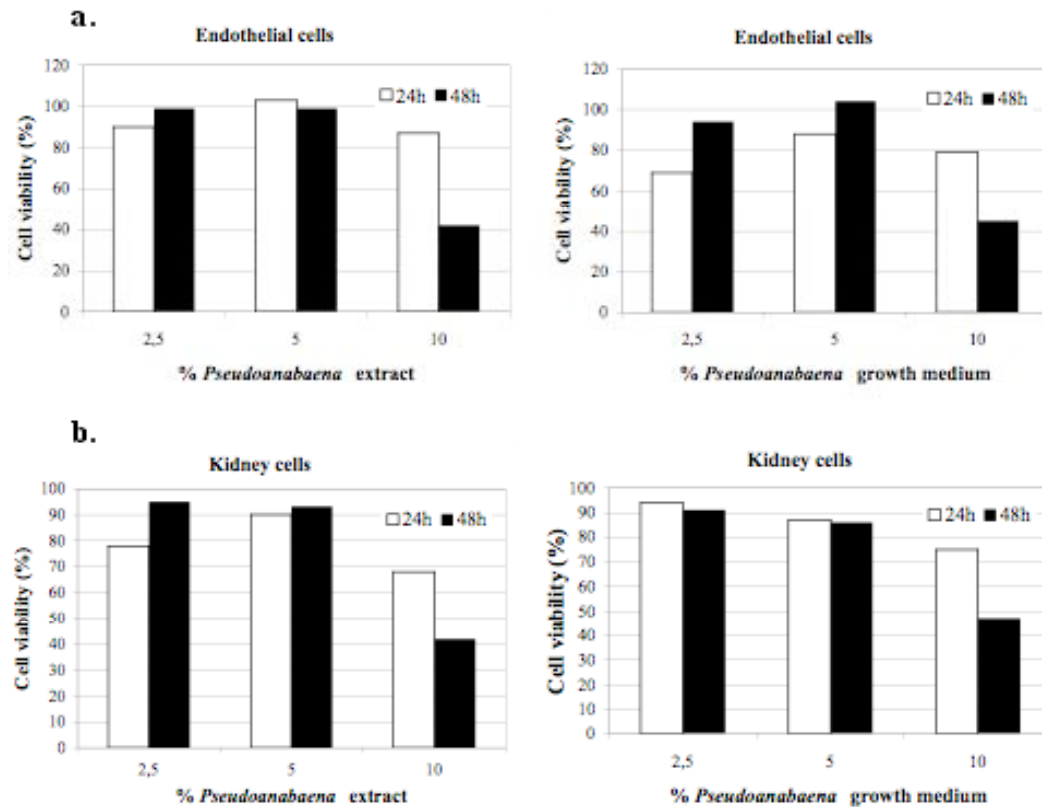 a.
Endothelial cells
120
100
80
60
40
20
0
Cell viability (%)
24h 48h
2,5 5 10
% Pseudoanabaena extract
Endothelial cells
120
100
80
60
40
20
0
Cell viability (%)
24h 48h
2,5 5 10
% Pseudoanabaena growth medium
b.
Kidney cells
100
90
80
70
60
50
40
30
20
10
0
Cell viability (%)
24h 48h
2,5 5 10
% Pseudoanabaena extract
Kidney cells
100
90
80
70
60
50
40
30
20
10
0
Cell viability (%)
24h 48h
2,5 5 10
% Pseudoanabaena growth medium